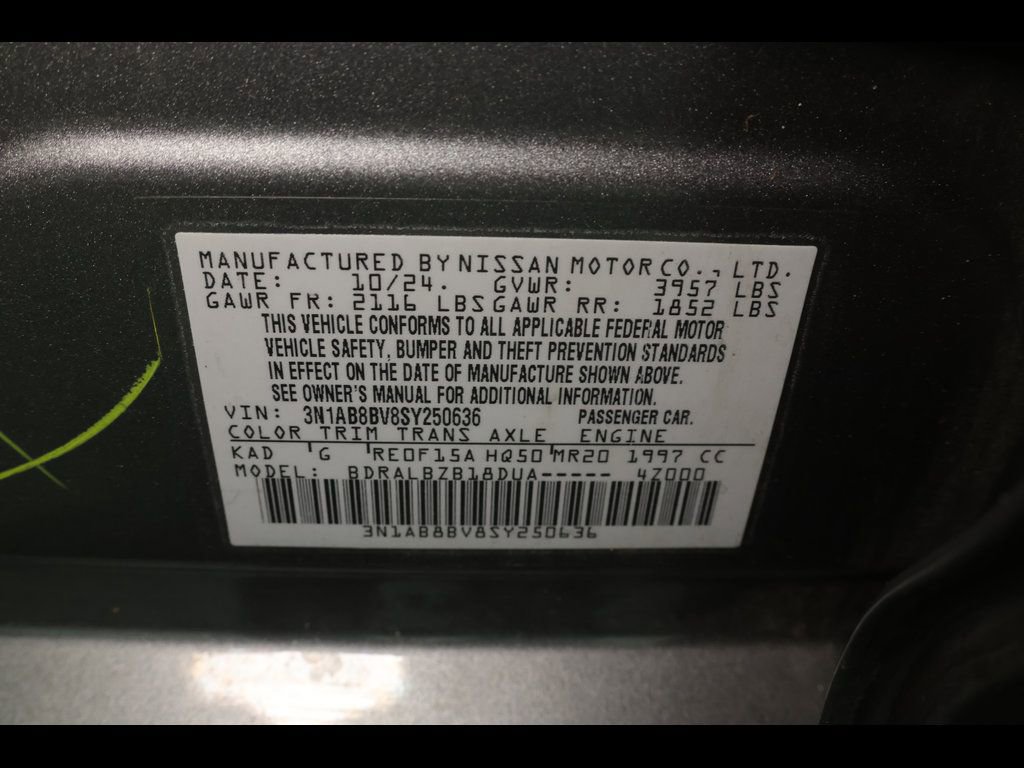 MANUFACTURED BY NISSAN MOTOR CO., LTD.
DATE: 10/24. GVWR: 3957 LBS
GAWR FR: 2116 LBS GAWR RR: 1852 LBS
THIS VEHICLE CONFORMS TO ALL APPLICABLE FEDERAL MOTOR
VEHICLE SAFETY, BUMPER AND THEFT PREVENTION STANDARDS
IN EFFECT ON THE DATE OF MANUFACTURE SHOWN ABOVE.
SEE OWNER'S MANUAL FOR ADDITIONAL INFORMATION.
VIN: 3N1AB8BV8SY250636 PASSENGER CAR.
COLOR TRIM TRANS AXLE ENGINE
KAD G RE0F15A HQ50 MR20 1997 CC
MODEL: BDRALBZB18DUA----- 4Z000
3N1AB8BV8SY250636